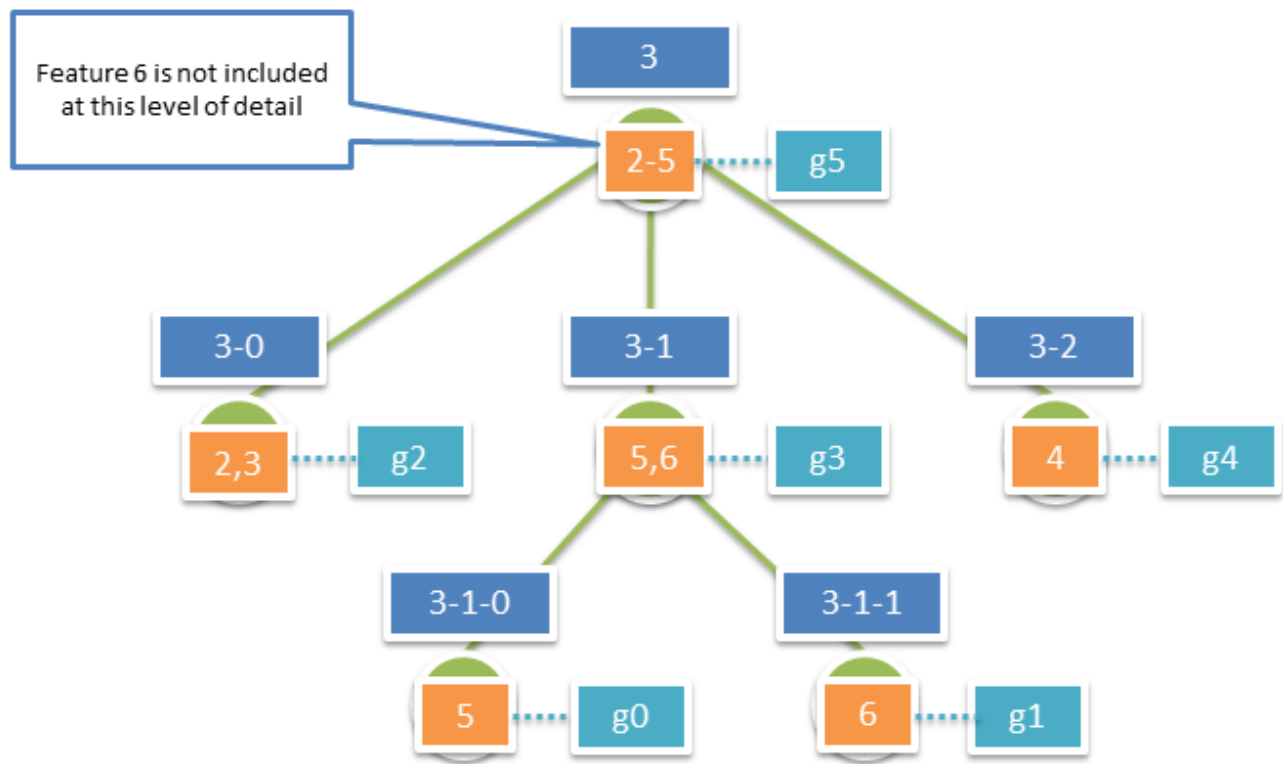 Feature 6 is not included
at this level of detail
3
2-5
g5
3-0
3-1
3-2
2,3
g2
5,6
g3
4
g4
3-1-0
3-1-1
5
g0
6
g1